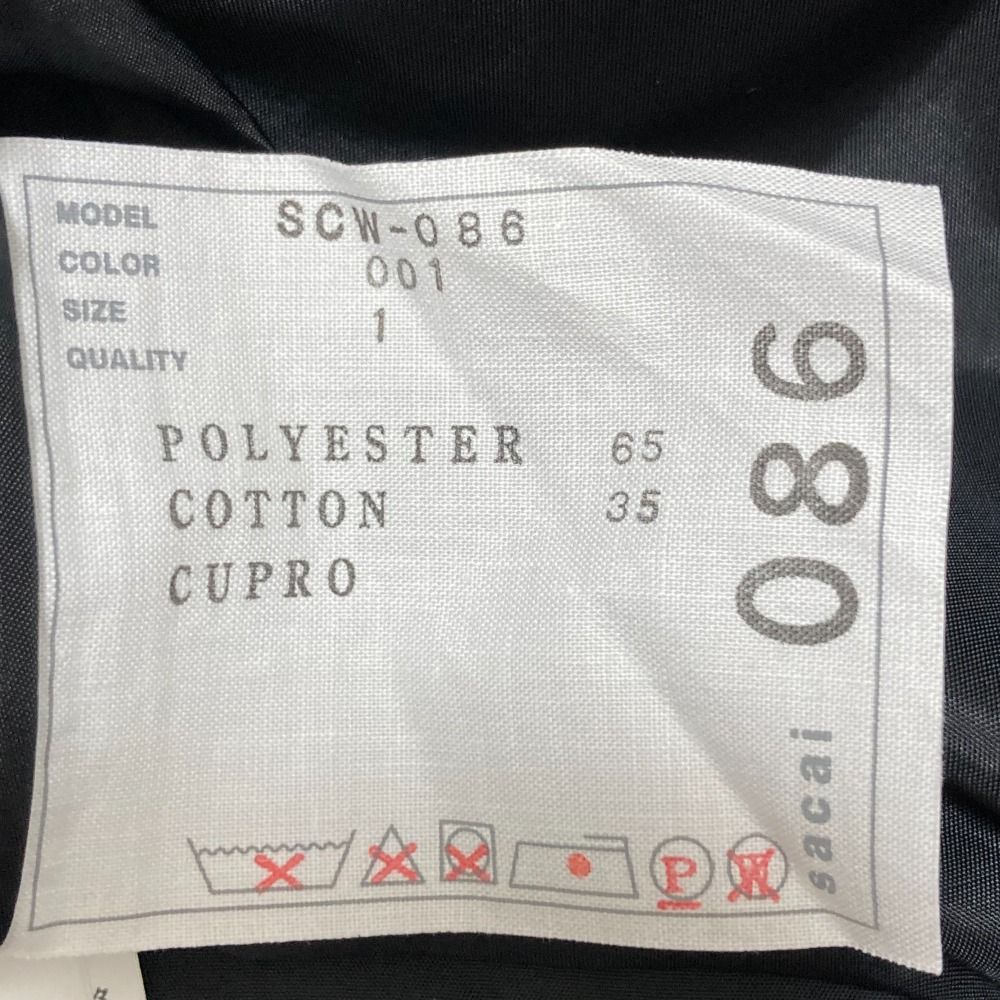 MODEL SCW-086
COLOR 001
SIZE 1
QUALITY
POLYESTER 65
COTTON 35
CUPRO
086
sacai
P
W